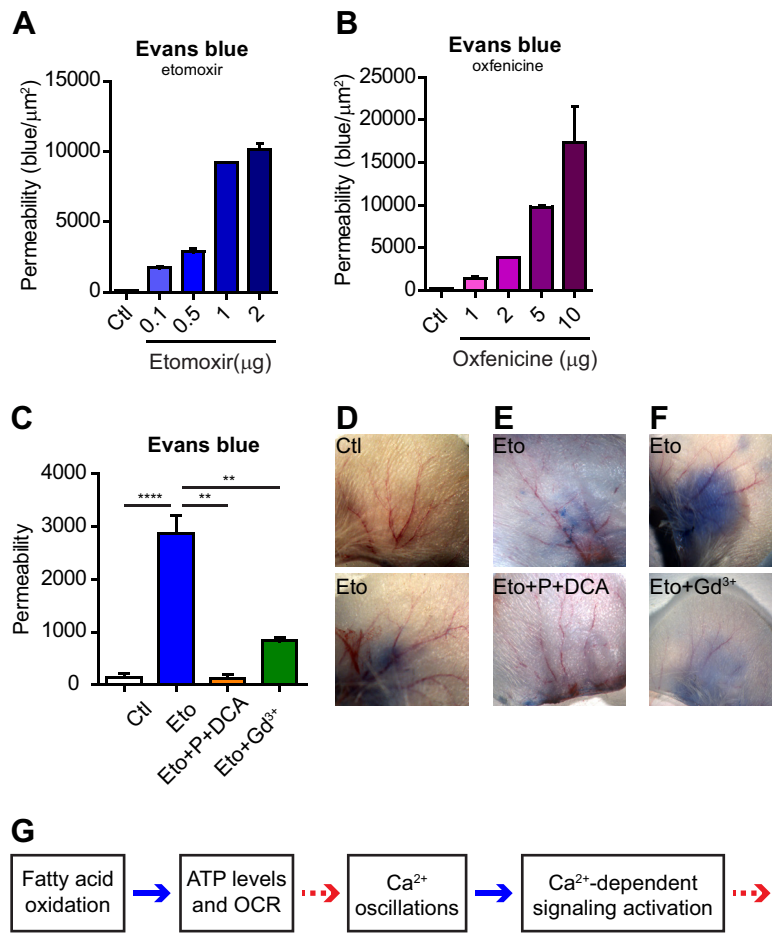 A
Evans blue
etomoxir
Permeability (blue/μm²)
15000
10000
5000
0
Ctl
0.1
0.5
1
2
Etomoxir(μg)
B
Evans blue
oxfenicine
Permeability (blue/μm²)
25000
20000
15000
10000
5000
0
Ctl
1
2
5
10
Oxfenicine (μg)
C
Evans blue
Permeability
4000
3000
2000
1000
0
****
**
**
Ctl
Eto
Eto+P+DCA
Eto+Gd³⁺
D
Ctl
Eto
E
Eto
Eto+P+DCA
F
Eto
Eto+Gd³⁺
G
Fatty acid
oxidation
ATP levels
and OCR
Ca²⁺
oscillations
Ca²⁺-dependent
signaling activation